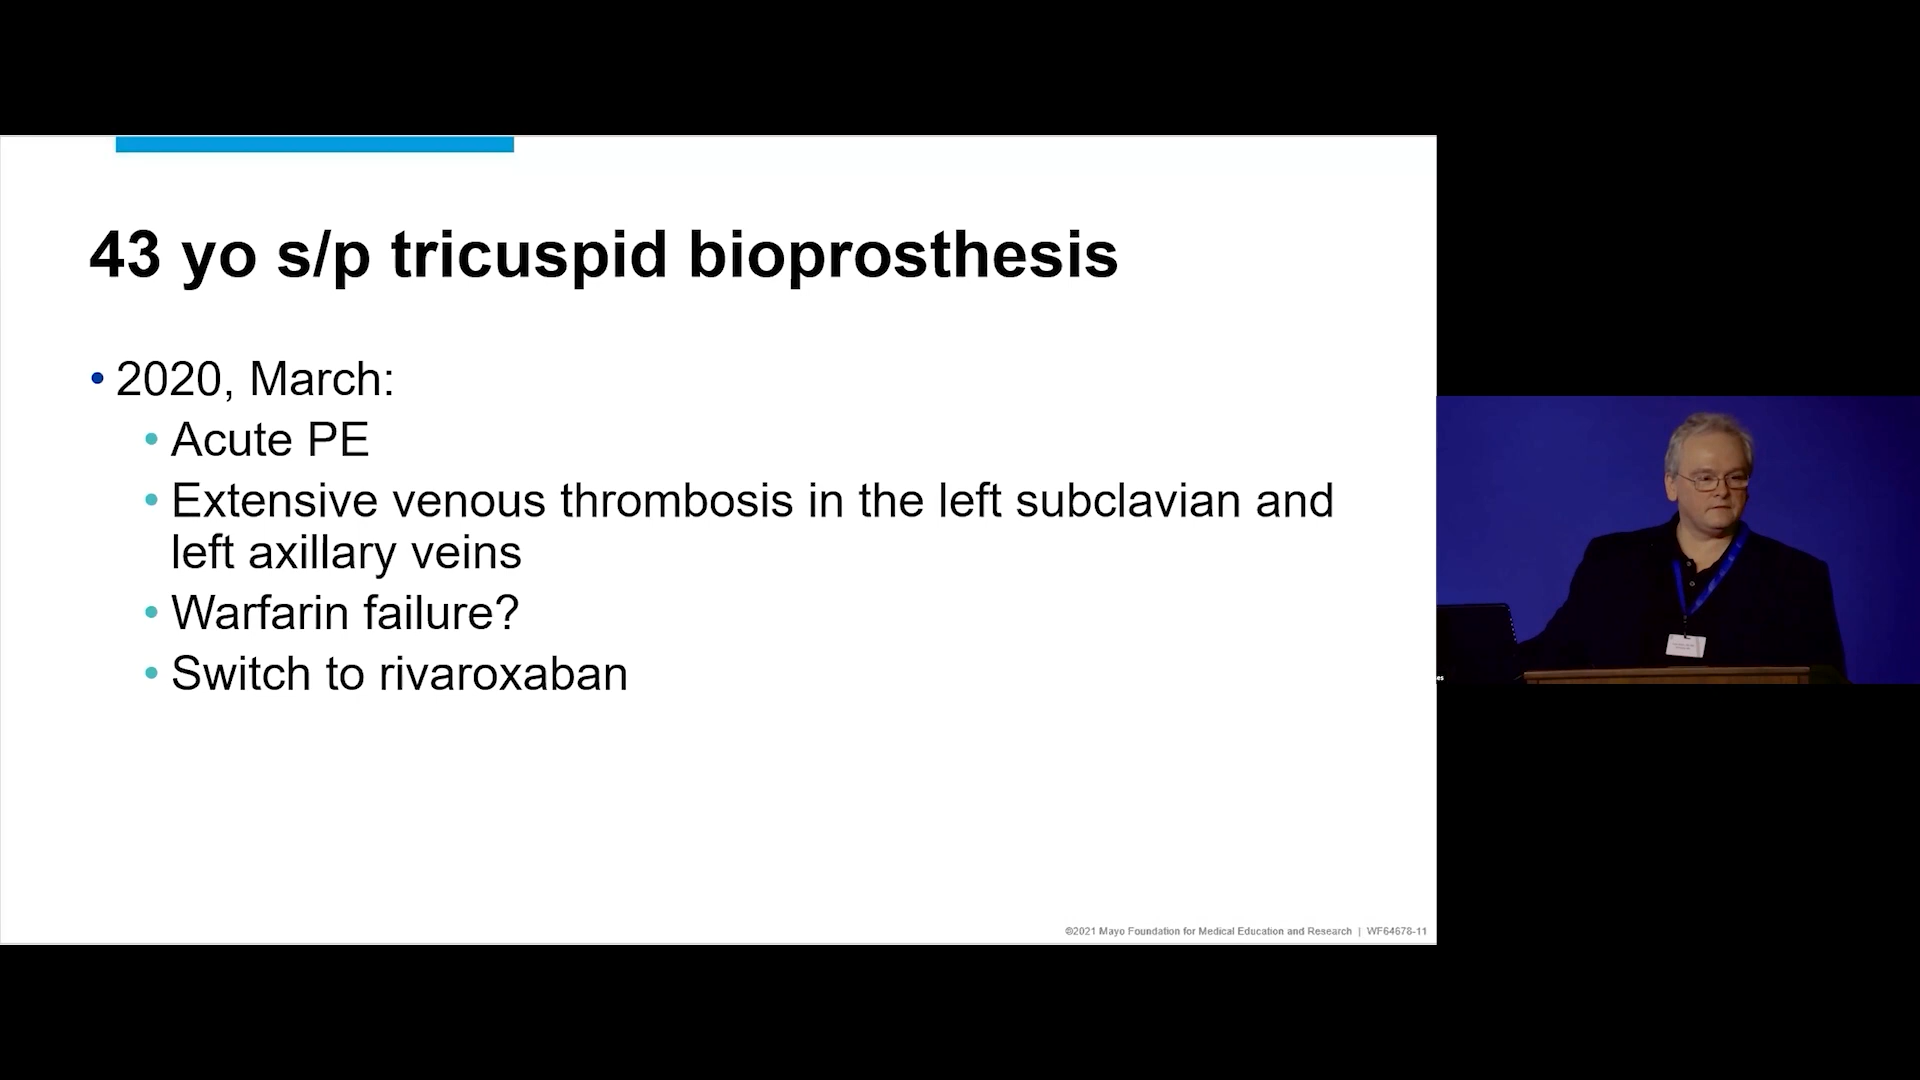 43 yo s/p tricuspid bioprosthesis
• 2020, March:
• Acute PE
• Extensive venous thrombosis in the left subclavian and
left axillary veins
• Warfarin failure?
• Switch to rivaroxaban
©2021 Mayo Foundation for Medical Education and Research | WF64678-11